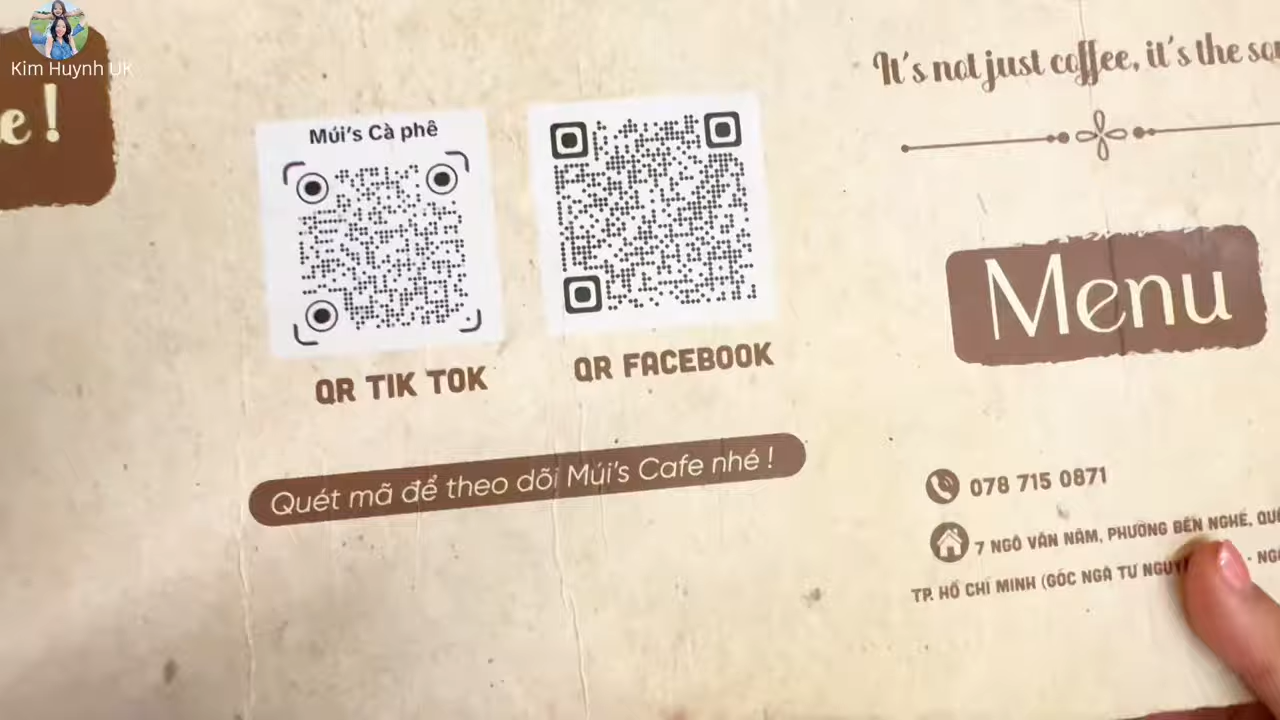 Kim Huynh UK
e !
Múi's Cà phê
QR TIK TOK
QR FACEBOOK
Quét mã để theo dõi Múi's Cafe nhé !
It's not just coffee, it's the
Menu
078 715 0871
7 NGÔ VĂN NĂM, PHƯỜNG BẾN NGHÉ,
TP. HỒ CHÍ MINH (GÓC NGÃ TƯ